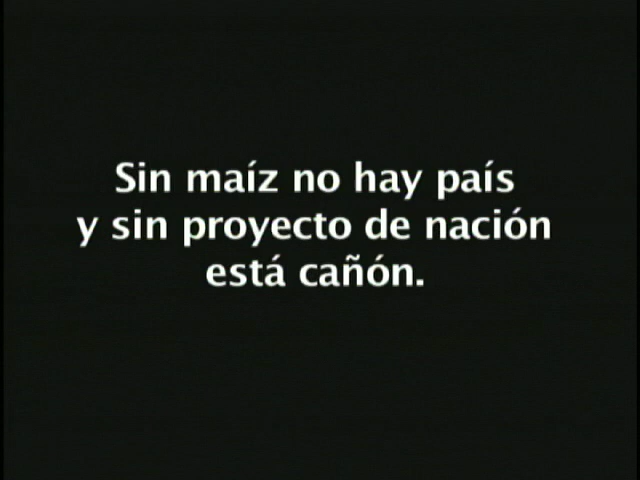 Sin maíz no hay país
y sin proyecto de nación
está cañón.